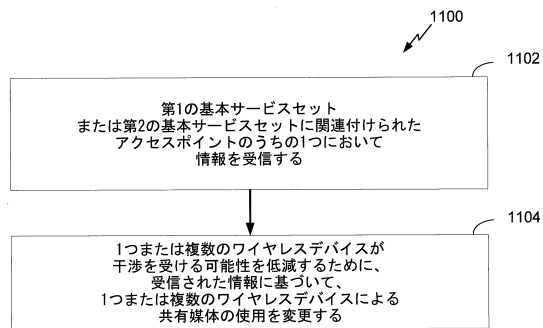 1100
1102
第1の基本サービスセット
または第2の基本サービスセットに関連付けられた
アクセスポイントのうちの1つにおいて
情報を受信する
1104
1つまたは複数のワイヤレスデバイスが
干渉を受ける可能性を低減するために、
受信された情報に基づいて、
1つまたは複数のワイヤレスデバイスによる
共有媒体の使用を変更する